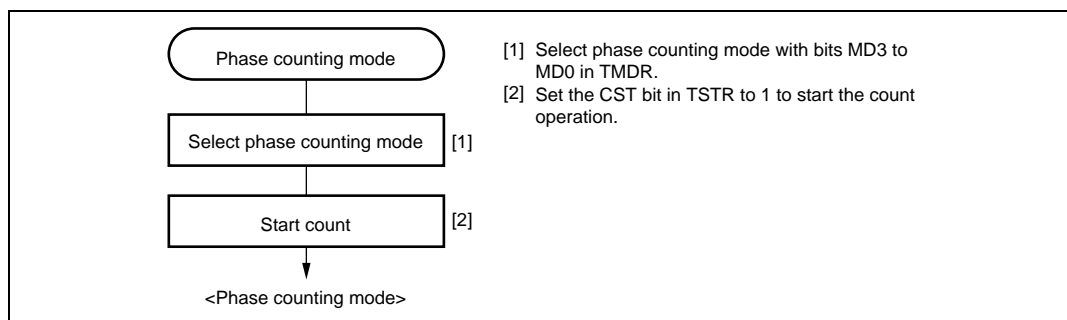 Phase counting mode
Select phase counting mode [1]
Start count [2]
<Phase counting mode>
[1] Select phase counting mode with bits MD3 to
MD0 in TMDR.
[2] Set the CST bit in TSTR to 1 to start the count
operation.